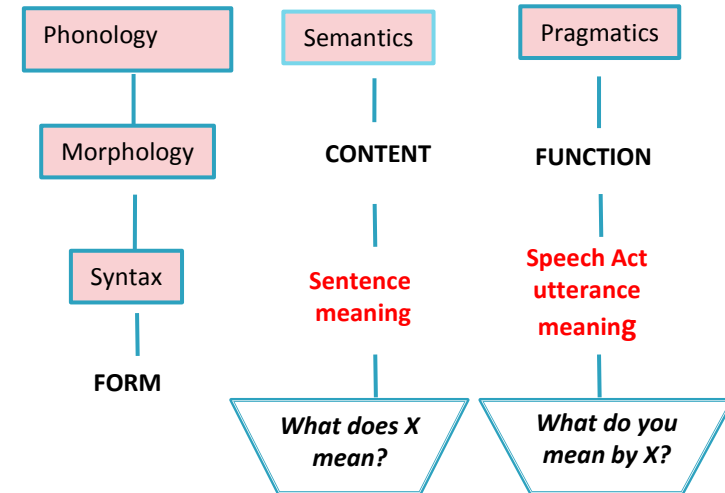 Phonology
Morphology
Syntax
FORM
Semantics
CONTENT
Sentence
meaning
What does X
mean?
Pragmatics
FUNCTION
Speech Act
utterance
meaning
What do you
mean by X?